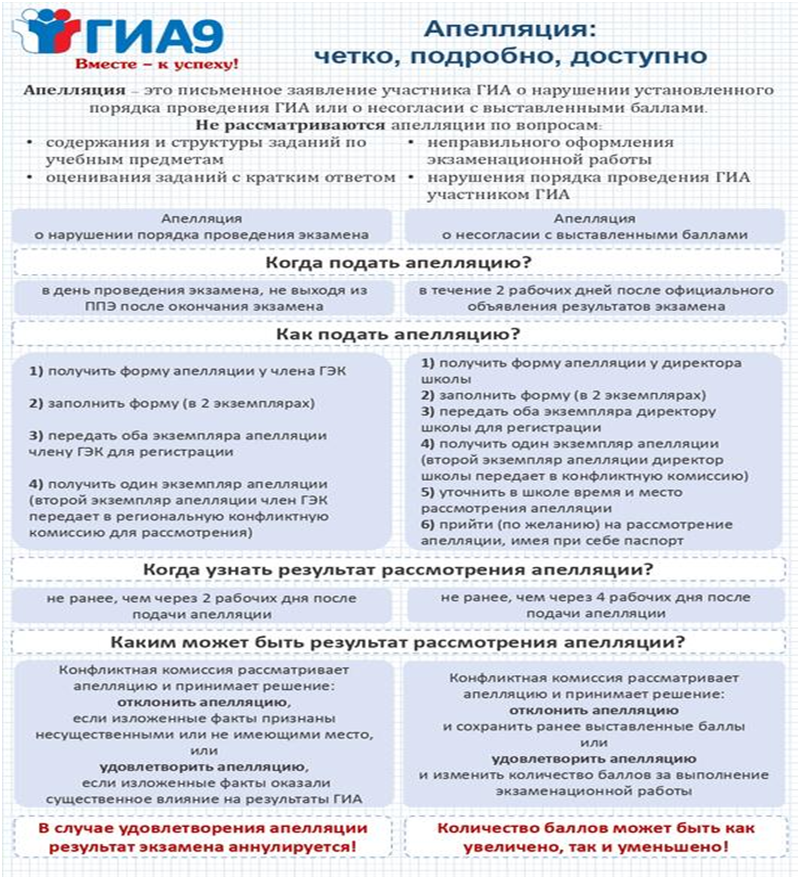 ГИА9
Вместе – к успеху!
Апелляция:
четко, подробно, доступно
Апелляция – это письменное заявление участника ГИА о нарушении установленного
порядка проведения ГИА или о несогласии с выставленными баллами.
Не рассматриваются апелляции по вопросам:
• содержания и структуры заданий по
учебным предметам
• оценивания заданий с кратким ответом
• неправильного оформления
экзаменационной работы
• нарушения порядка проведения ГИА
участником ГИА
Апелляция
о нарушении порядка проведения экзамена
Апелляция
о несогласии с выставленными баллами
Когда подать апелляцию?
в день проведения экзамена, не выходя из
ППЭ после окончания экзамена
в течение 2 рабочих дней после официального
объявления результатов экзамена
Как подать апелляцию?
1) получить форму апелляции у члена ГЭК
2) заполнить форму (в 2 экземплярах)
3) передать оба экземпляра апелляции
члену ГЭК для регистрации
4) получить один экземпляр апелляции
(второй экземпляр апелляции член ГЭК
передает в региональную конфликтную
комиссию для рассмотрения)
1) получить форму апелляции у директора
школы
2) заполнить форму (в 2 экземплярах)
3) передать оба экземпляра директору
школы для регистрации
4) получить один экземпляр апелляции
(второй экземпляр апелляции директор
школы передает в конфликтную комиссию)
5) уточнить в школе время и место
рассмотрения апелляции
6) прийти (по желанию) на рассмотрение
апелляции, имея при себе паспорт
Когда узнать результат рассмотрения апелляции?
не ранее, чем через 2 рабочих дня после
подачи апелляции
не ранее, чем через 4 рабочих дня после
подачи апелляции
Каким может быть результат рассмотрения апелляции?
Конфликтная комиссия рассматривает
апелляцию и принимает решение:
отклонить апелляцию,
если изложенные факты признаны
несущественными или не имеющими место,
или
удовлетворить апелляцию,
если изложенные факты оказали
существенное влияние на результаты ГИА
Конфликтная комиссия рассматривает
апелляцию и принимает решение:
отклонить апелляцию
и сохранить ранее выставленные баллы
или
удовлетворить апелляцию
и изменить количество баллов за выполнение
экзаменационной работы
В случае удовлетворения апелляции
результат экзамена аннулируется!
Количество баллов может быть как
увеличено, так и уменьшено!